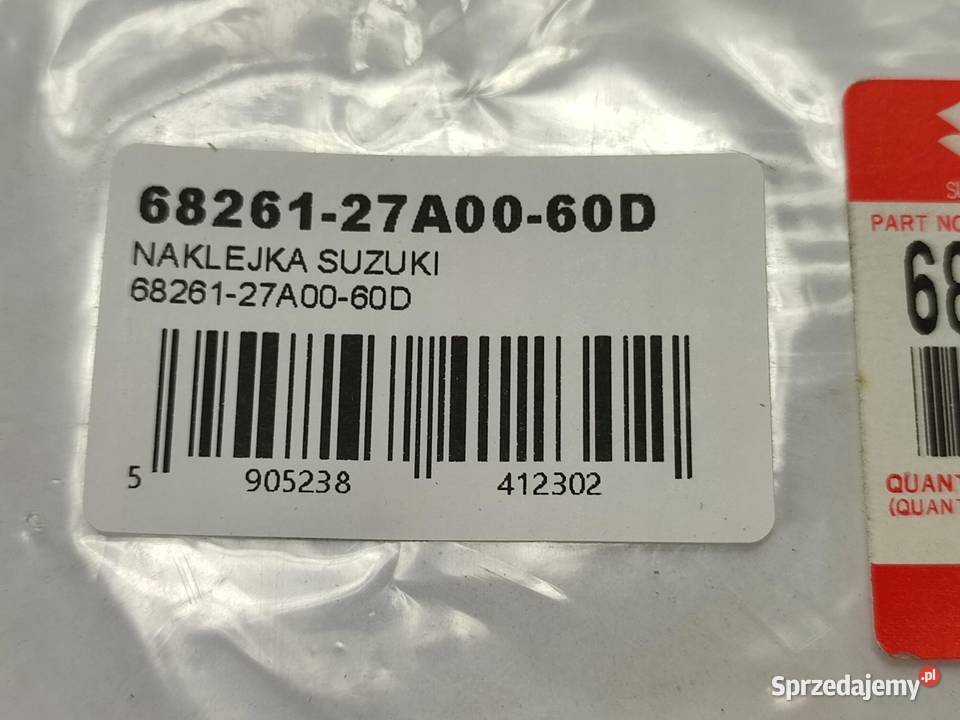 68261-27A00-60D
NAKLEJKA SUZUKI
68261-27A00-60D
5 905238 412302
PART NO
68
QUANT
(QUANT
Sprzedajemy.pl